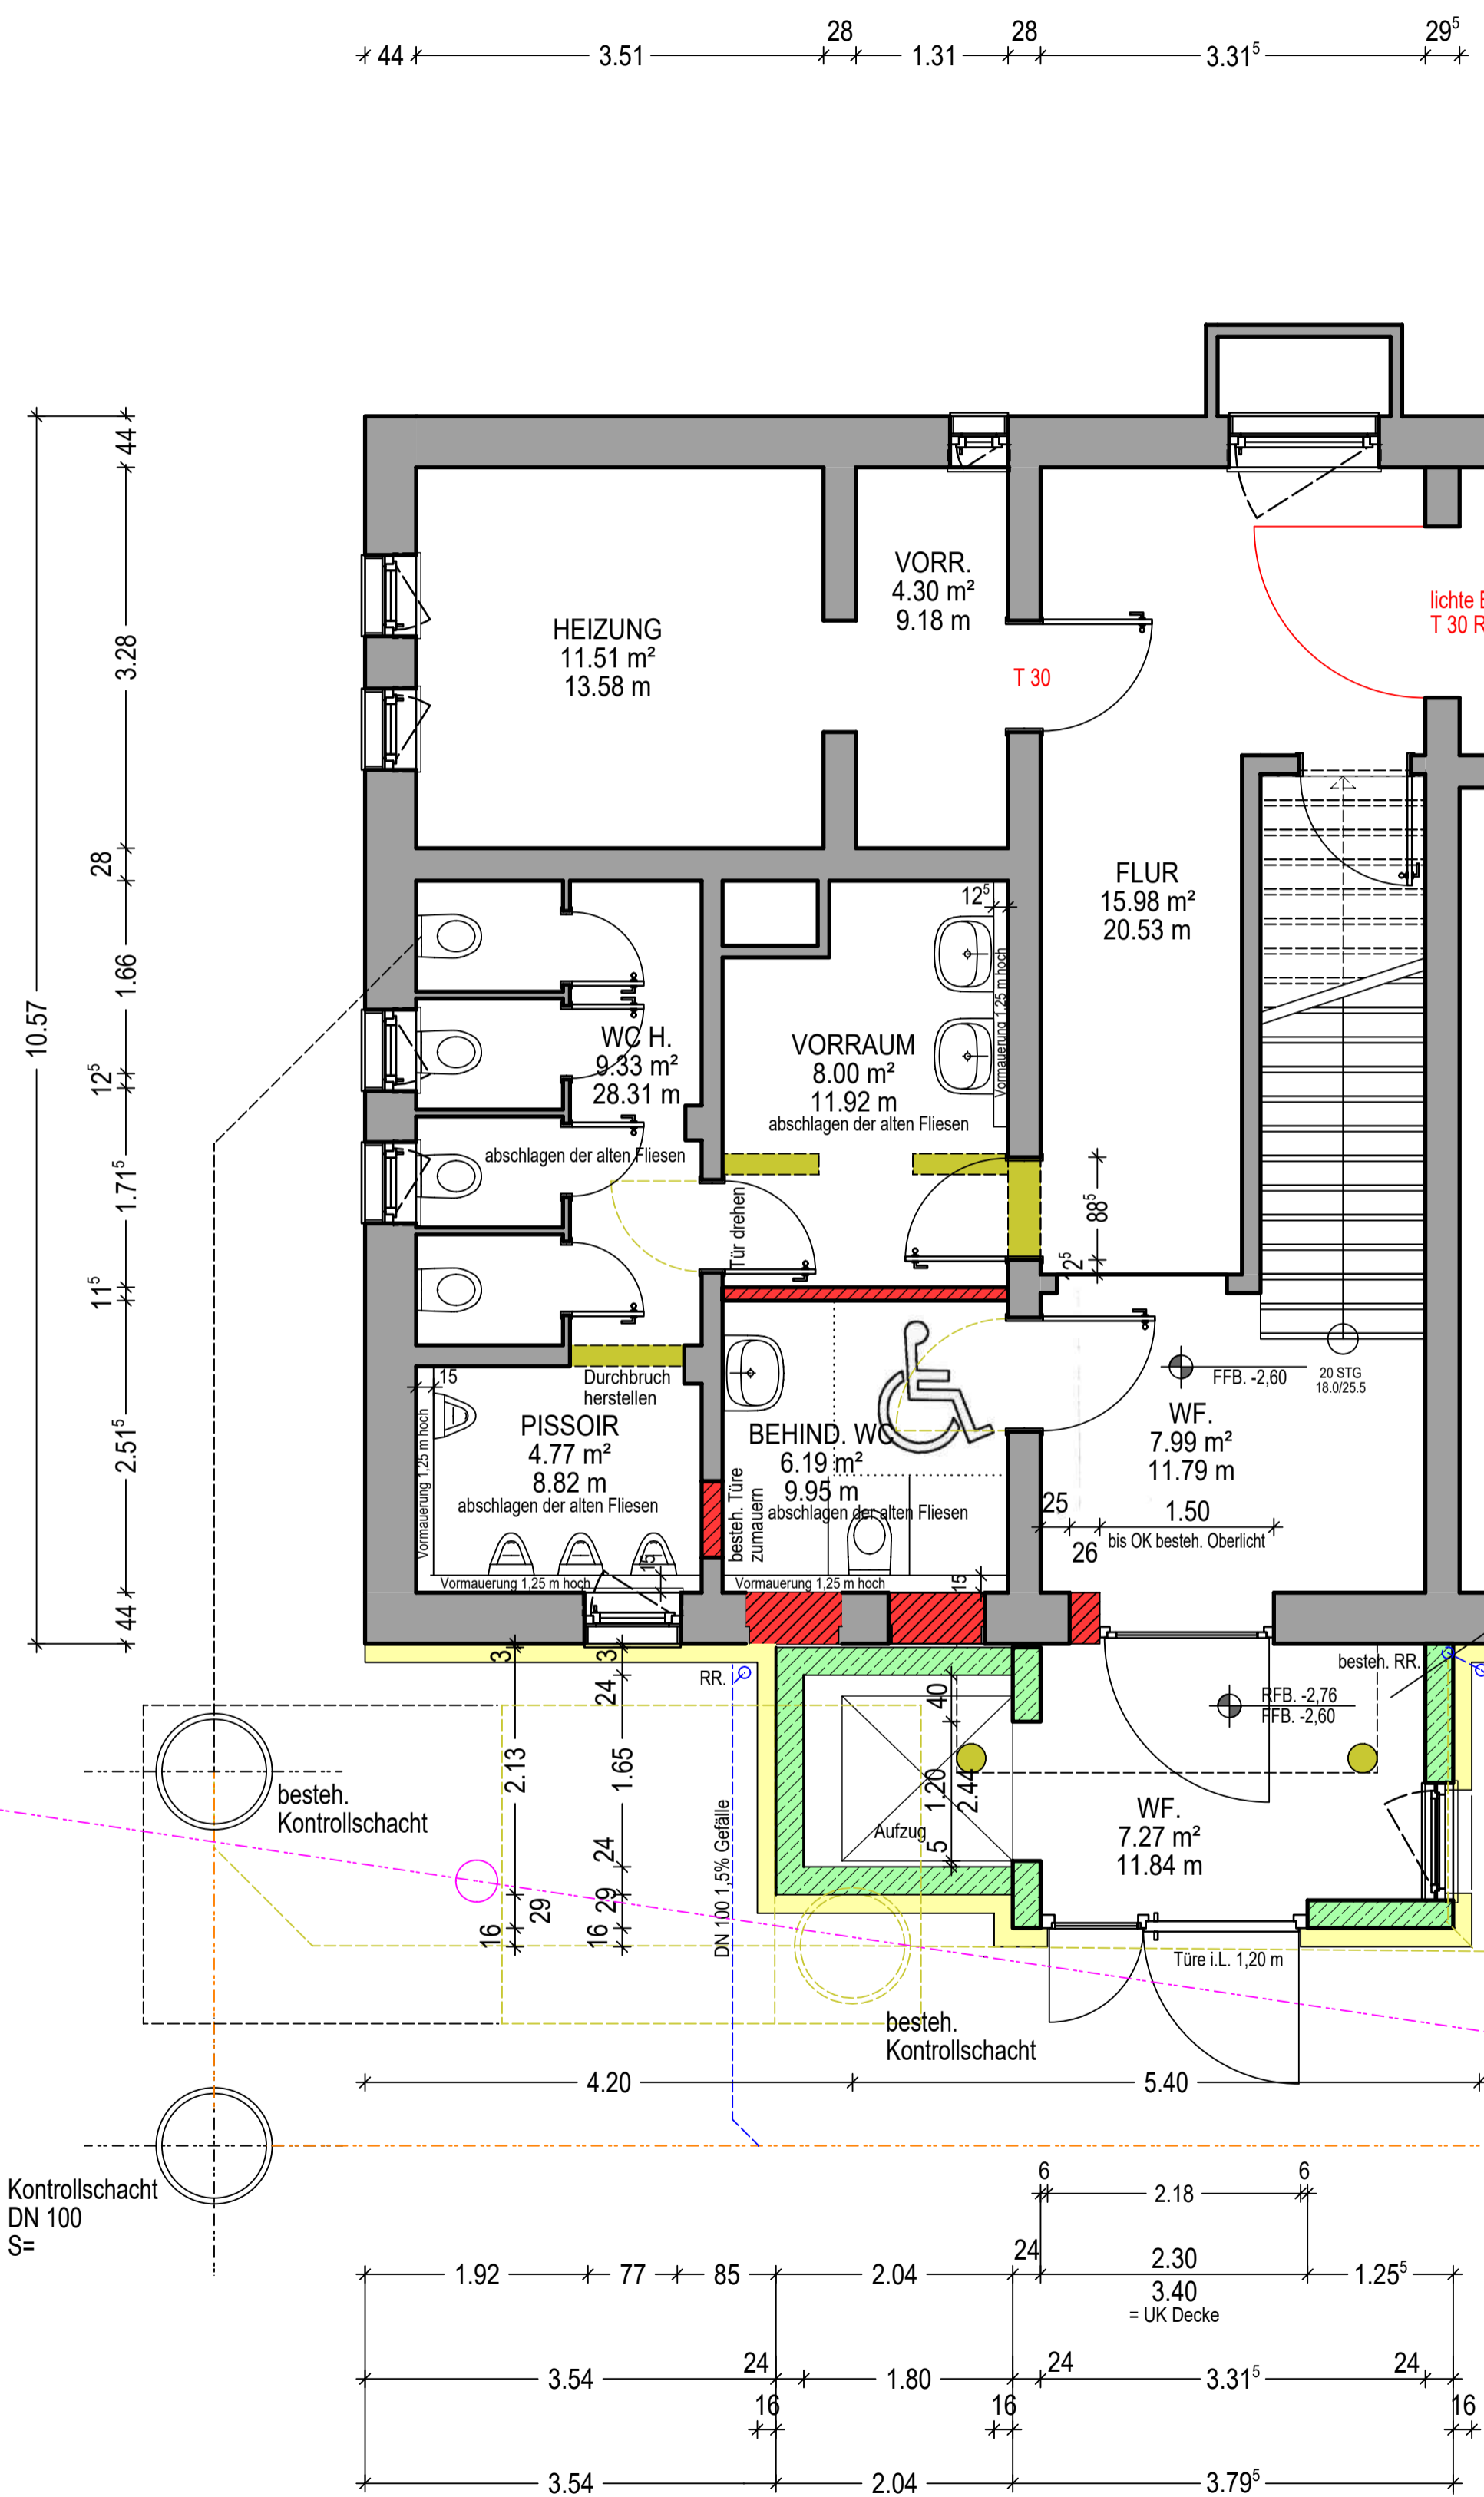 28
28
29⁵
44
3.51
1.31
3.31⁵
44
3.28
28
1.66
12⁵
1.71⁵
11⁵
2.51⁵
44
10.57
HEIZUNG
11.51 m²
13.58 m
VORR.
4.30 m²
9.18 m
T 30
lichte
T 30
FLUR
15.98 m²
20.53 m
12⁵
Vormauerung 1,25 m hoch
WC H.
9.33 m²
28.31 m
abschlagen der alten Fliesen
VORRAUM
8.00 m²
11.92 m
abschlagen der alten Fliesen
Tür drehen
88⁵
2⁵
Durchbruch
herstellen
15
Vormauerung 1,25 m hoch
PISSOIR
4.77 m²
8.82 m
abschlagen der alten Fliesen
15
Vormauerung 1,25 m hoch
besteh. Türe
zumauern
BEHIND. WC
6.19 m²
9.95 m
abschlagen der alten Fliesen
Vormauerung 1,25 m hoch
15
FFB. -2,60
20 STG
18.0/25.5
WF.
7.99 m²
11.79 m
25
26
1.50
bis OK besteh. Oberlicht
RR.
besteh. RR.
RFB. -2,76
FFB. -2,60
3
2.13
29
16
3
24
1.65
24
29
16
40
1.20
2.44
5
Aufzug
WF.
7.27 m²
11.84 m
DN 100 1,5% Gefälle
besteh.
Kontrollschacht
Türe i.L. 1,20 m
besteh.
Kontrollschacht
4.20
5.40
Kontrollschacht
DN 100
S=
6
2.18
6
1.92
77
85
2.04
24
2.30
3.40
= UK Decke
1.25⁵
3.54
24
1.80
24
3.31⁵
24
16
16
16
3.54
2.04
3.79⁵